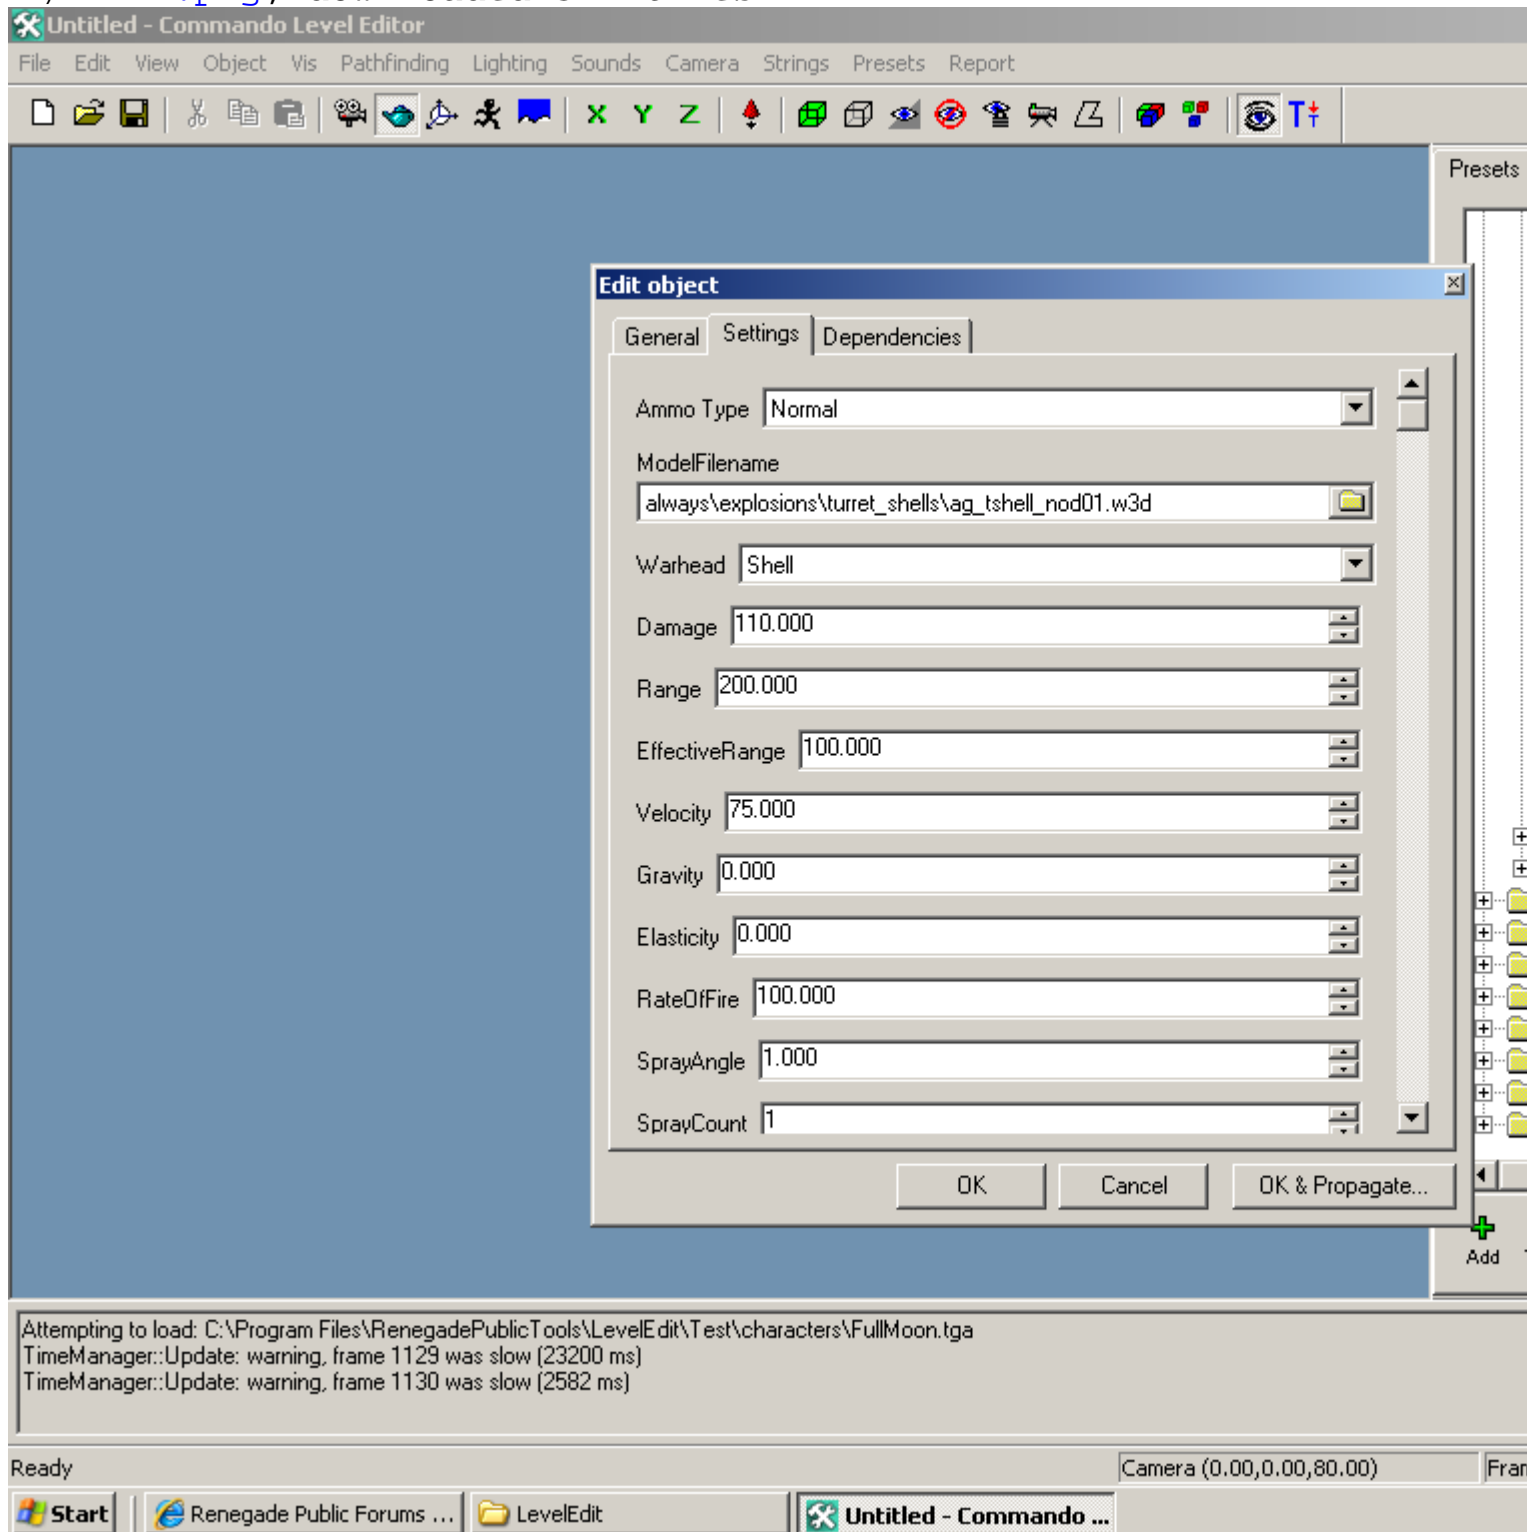 Untitled - Commando Level Editor
File Edit View Object Vis Pathfinding Lighting Sounds Camera Strings Presets Report
X Y Z T
Presets
Edit object
General Settings Dependencies
Ammo Type Normal
ModelFilename
always\explosions\turret_shells\ag_tshell_nod01.w3d
Warhead Shell
Damage 110.000
Range 200.000
EffectiveRange 100.000
Velocity 75.000
Gravity 0.000
Elasticity 0.000
RateOfFire 100.000
SprayAngle 1.000
SprayCount 1
OK Cancel OK & Propagate...
Add
Attempting to load: C:\Program Files\RenegadePublicTools\LevelEdit\Test\characters\FullMoon.tga
TimeManager::Update: warning, frame 1129 was slow (23200 ms)
TimeManager::Update: warning, frame 1130 was slow (2582 ms)
Ready Camera (0.00,0.00,80.00) Fran
Start Renegade Public Forums ... LevelEdit Untitled - Commando ...